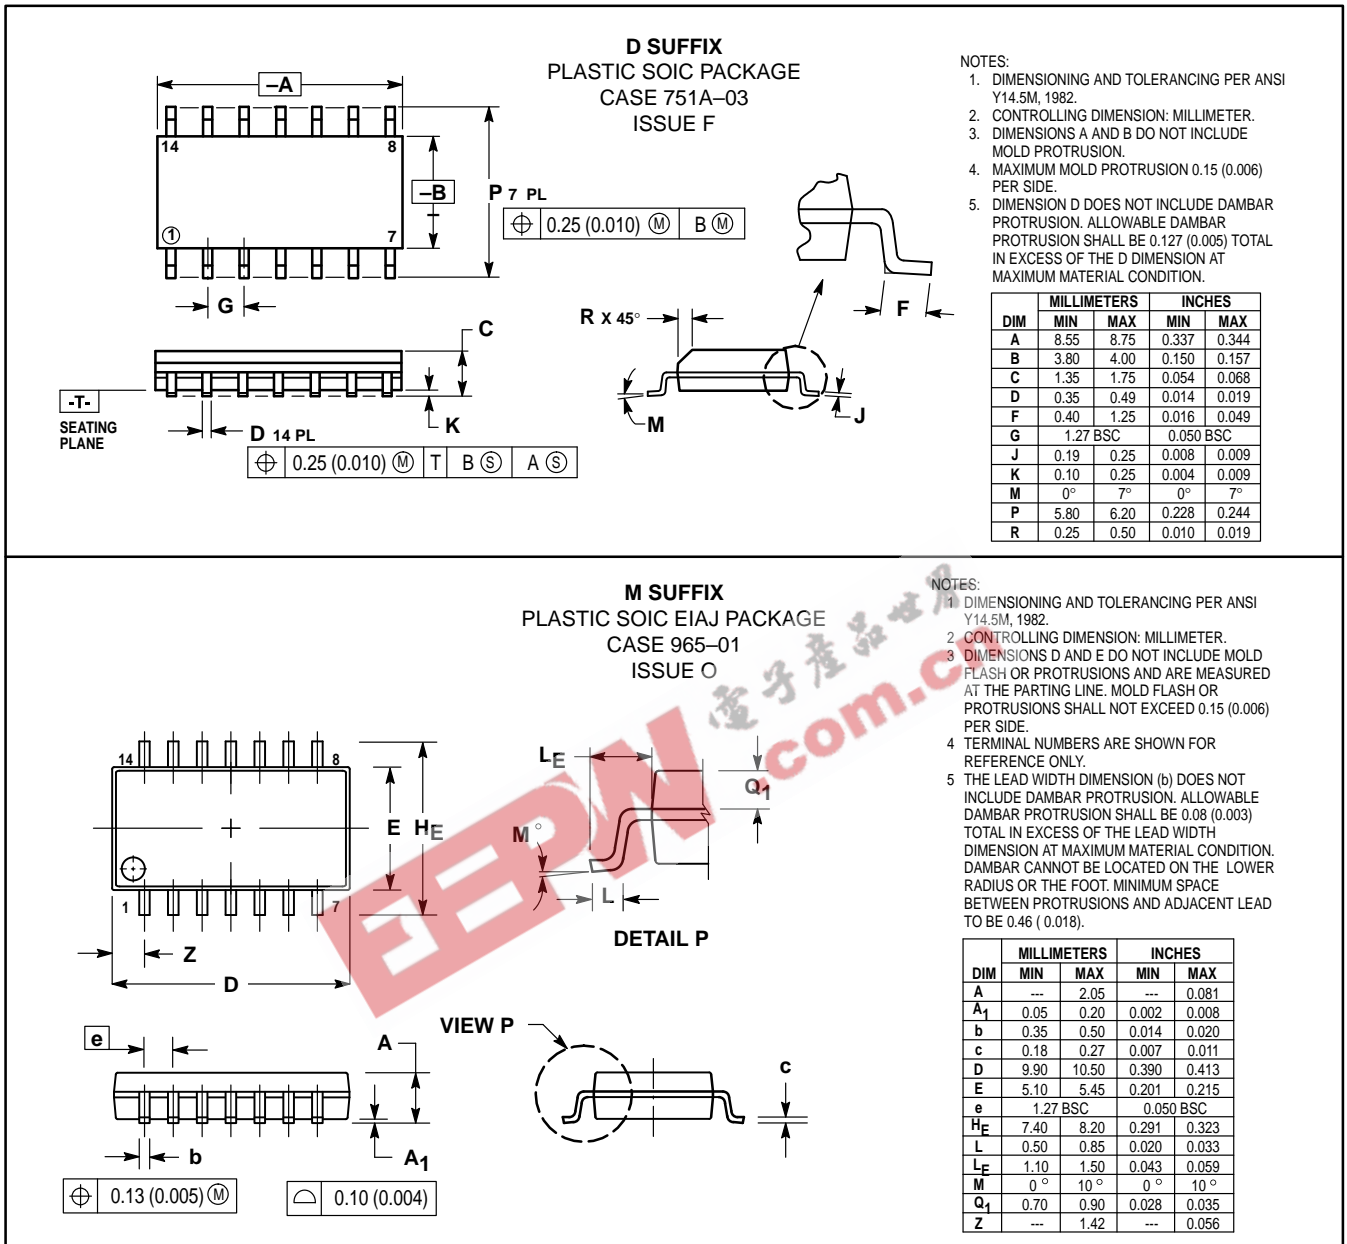 D SUFFIX
PLASTIC SOIC PACKAGE
CASE 751A–03
ISSUE F
–A
14
8
–B
P 7 PL
0.25 (0.010) M B M
1
7
G
C
-T-
SEATING
PLANE
K
D 14 PL
0.25 (0.010) M T B S A S
R X 45°
M
J
F
NOTES:
1. DIMENSIONING AND TOLERANCING PER ANSI
Y14.5M, 1982.
2. CONTROLLING DIMENSION: MILLIMETER.
3. DIMENSIONS A AND B DO NOT INCLUDE
MOLD PROTRUSION.
4. MAXIMUM MOLD PROTRUSION 0.15 (0.006)
PER SIDE.
5. DIMENSION D DOES NOT INCLUDE DAMBAR
PROTRUSION. ALLOWABLE DAMBAR
PROTRUSION SHALL BE 0.127 (0.005) TOTAL
IN EXCESS OF THE D DIMENSION AT
MAXIMUM MATERIAL CONDITION.
MILLIMETERS INCHES
DIM MIN MAX MIN MAX
A 8.55 8.75 0.337 0.344
B 3.80 4.00 0.150 0.157
C 1.35 1.75 0.054 0.068
D 0.35 0.49 0.014 0.019
F 0.40 1.25 0.016 0.049
G 1.27 BSC 0.050 BSC
J 0.19 0.25 0.008 0.009
K 0.10 0.25 0.004 0.009
M 0° 7° 0° 7°
P 5.80 6.20 0.228 0.244
R 0.25 0.50 0.010 0.019
M SUFFIX
PLASTIC SOIC EIAJ PACKAGE
CASE 965–01
ISSUE O
14
8
E
HE
1
7
Z
D
LE
Q1
M°
L
DETAIL P
e
A
VIEW P
c
b
A1
0.13 (0.005) M
0.10 (0.004)
EEPW
電子產品世界
.com.cn
NOTES:
1 DIMENSIONING AND TOLERANCING PER ANSI
Y14.5M, 1982.
2 CONTROLLING DIMENSION: MILLIMETER.
3 DIMENSIONS D AND E DO NOT INCLUDE MOLD
FLASH OR PROTRUSIONS AND ARE MEASURED
AT THE PARTING LINE. MOLD FLASH OR
PROTRUSIONS SHALL NOT EXCEED 0.15 (0.006)
PER SIDE.
4 TERMINAL NUMBERS ARE SHOWN FOR
REFERENCE ONLY.
5 THE LEAD WIDTH DIMENSION (b) DOES NOT
INCLUDE DAMBAR PROTRUSION. ALLOWABLE
DAMBAR PROTRUSION SHALL BE 0.08 (0.003)
TOTAL IN EXCESS OF THE LEAD WIDTH
DIMENSION AT MAXIMUM MATERIAL CONDITION.
DAMBAR CANNOT BE LOCATED ON THE LOWER
RADIUS OR THE FOOT. MINIMUM SPACE
BETWEEN PROTRUSIONS AND ADJACENT LEAD
TO BE 0.46 ( 0.018).
MILLIMETERS INCHES
DIM MIN MAX MIN MAX
A --- 2.05 --- 0.081
A1 0.05 0.20 0.002 0.008
b 0.35 0.50 0.014 0.020
c 0.18 0.27 0.007 0.011
D 9.90 10.50 0.390 0.413
E 5.10 5.45 0.201 0.215
e 1.27 BSC 0.050 BSC
HE 7.40 8.20 0.291 0.323
L 0.50 0.85 0.020 0.033
LE 1.10 1.50 0.043 0.059
M 0° 10° 0° 10°
Q1 0.70 0.90 0.028 0.035
Z --- 1.42 --- 0.056